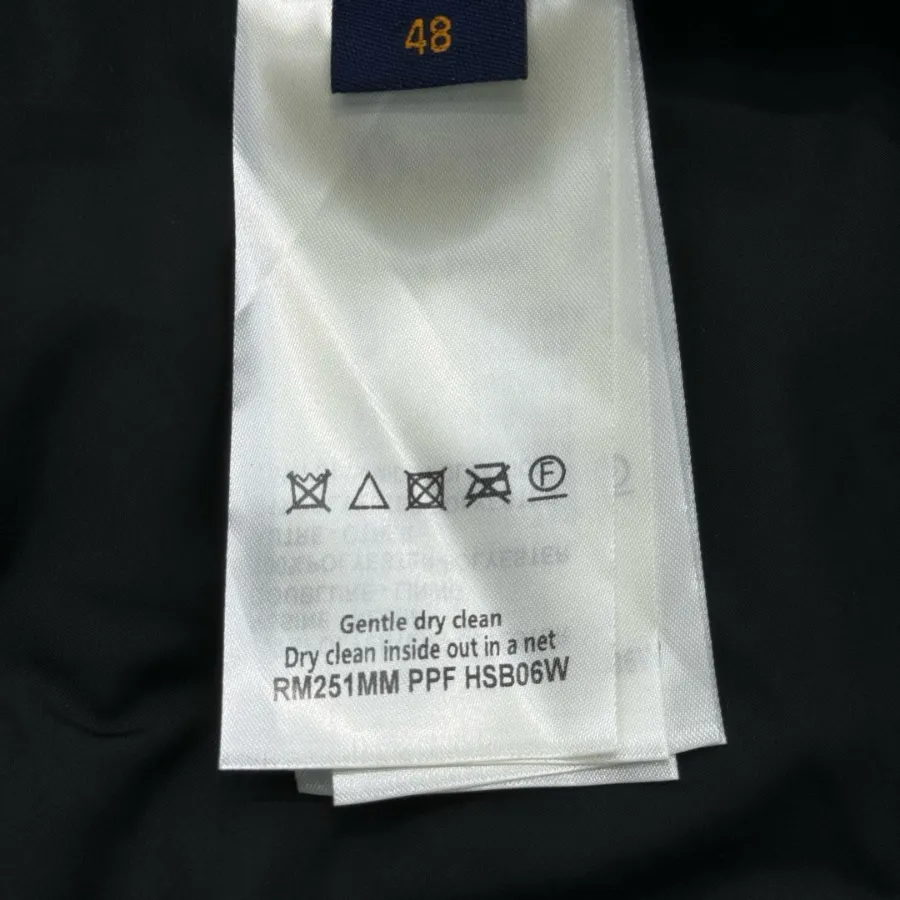 48
F
Gentle dry clean
Dry clean inside out in a net
RM251MM PPF HSB06W